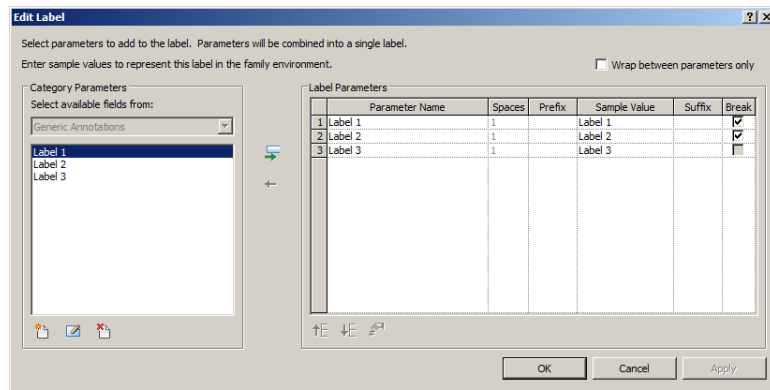 Edit Label
Select parameters to add to the label. Parameters will be combined into a single label.
Enter sample values to represent this label in the family environment.
Wrap between parameters only
Category Parameters
Select available fields from:
Generic Annotations
Label 1
Label 2
Label 3
Label Parameters
Parameter Name Spaces Prefix Sample Value Suffix Break
1 Label 1 1 Label 1
2 Label 2 1 Label 2
3 Label 3 1 Label 3
OK Cancel Apply